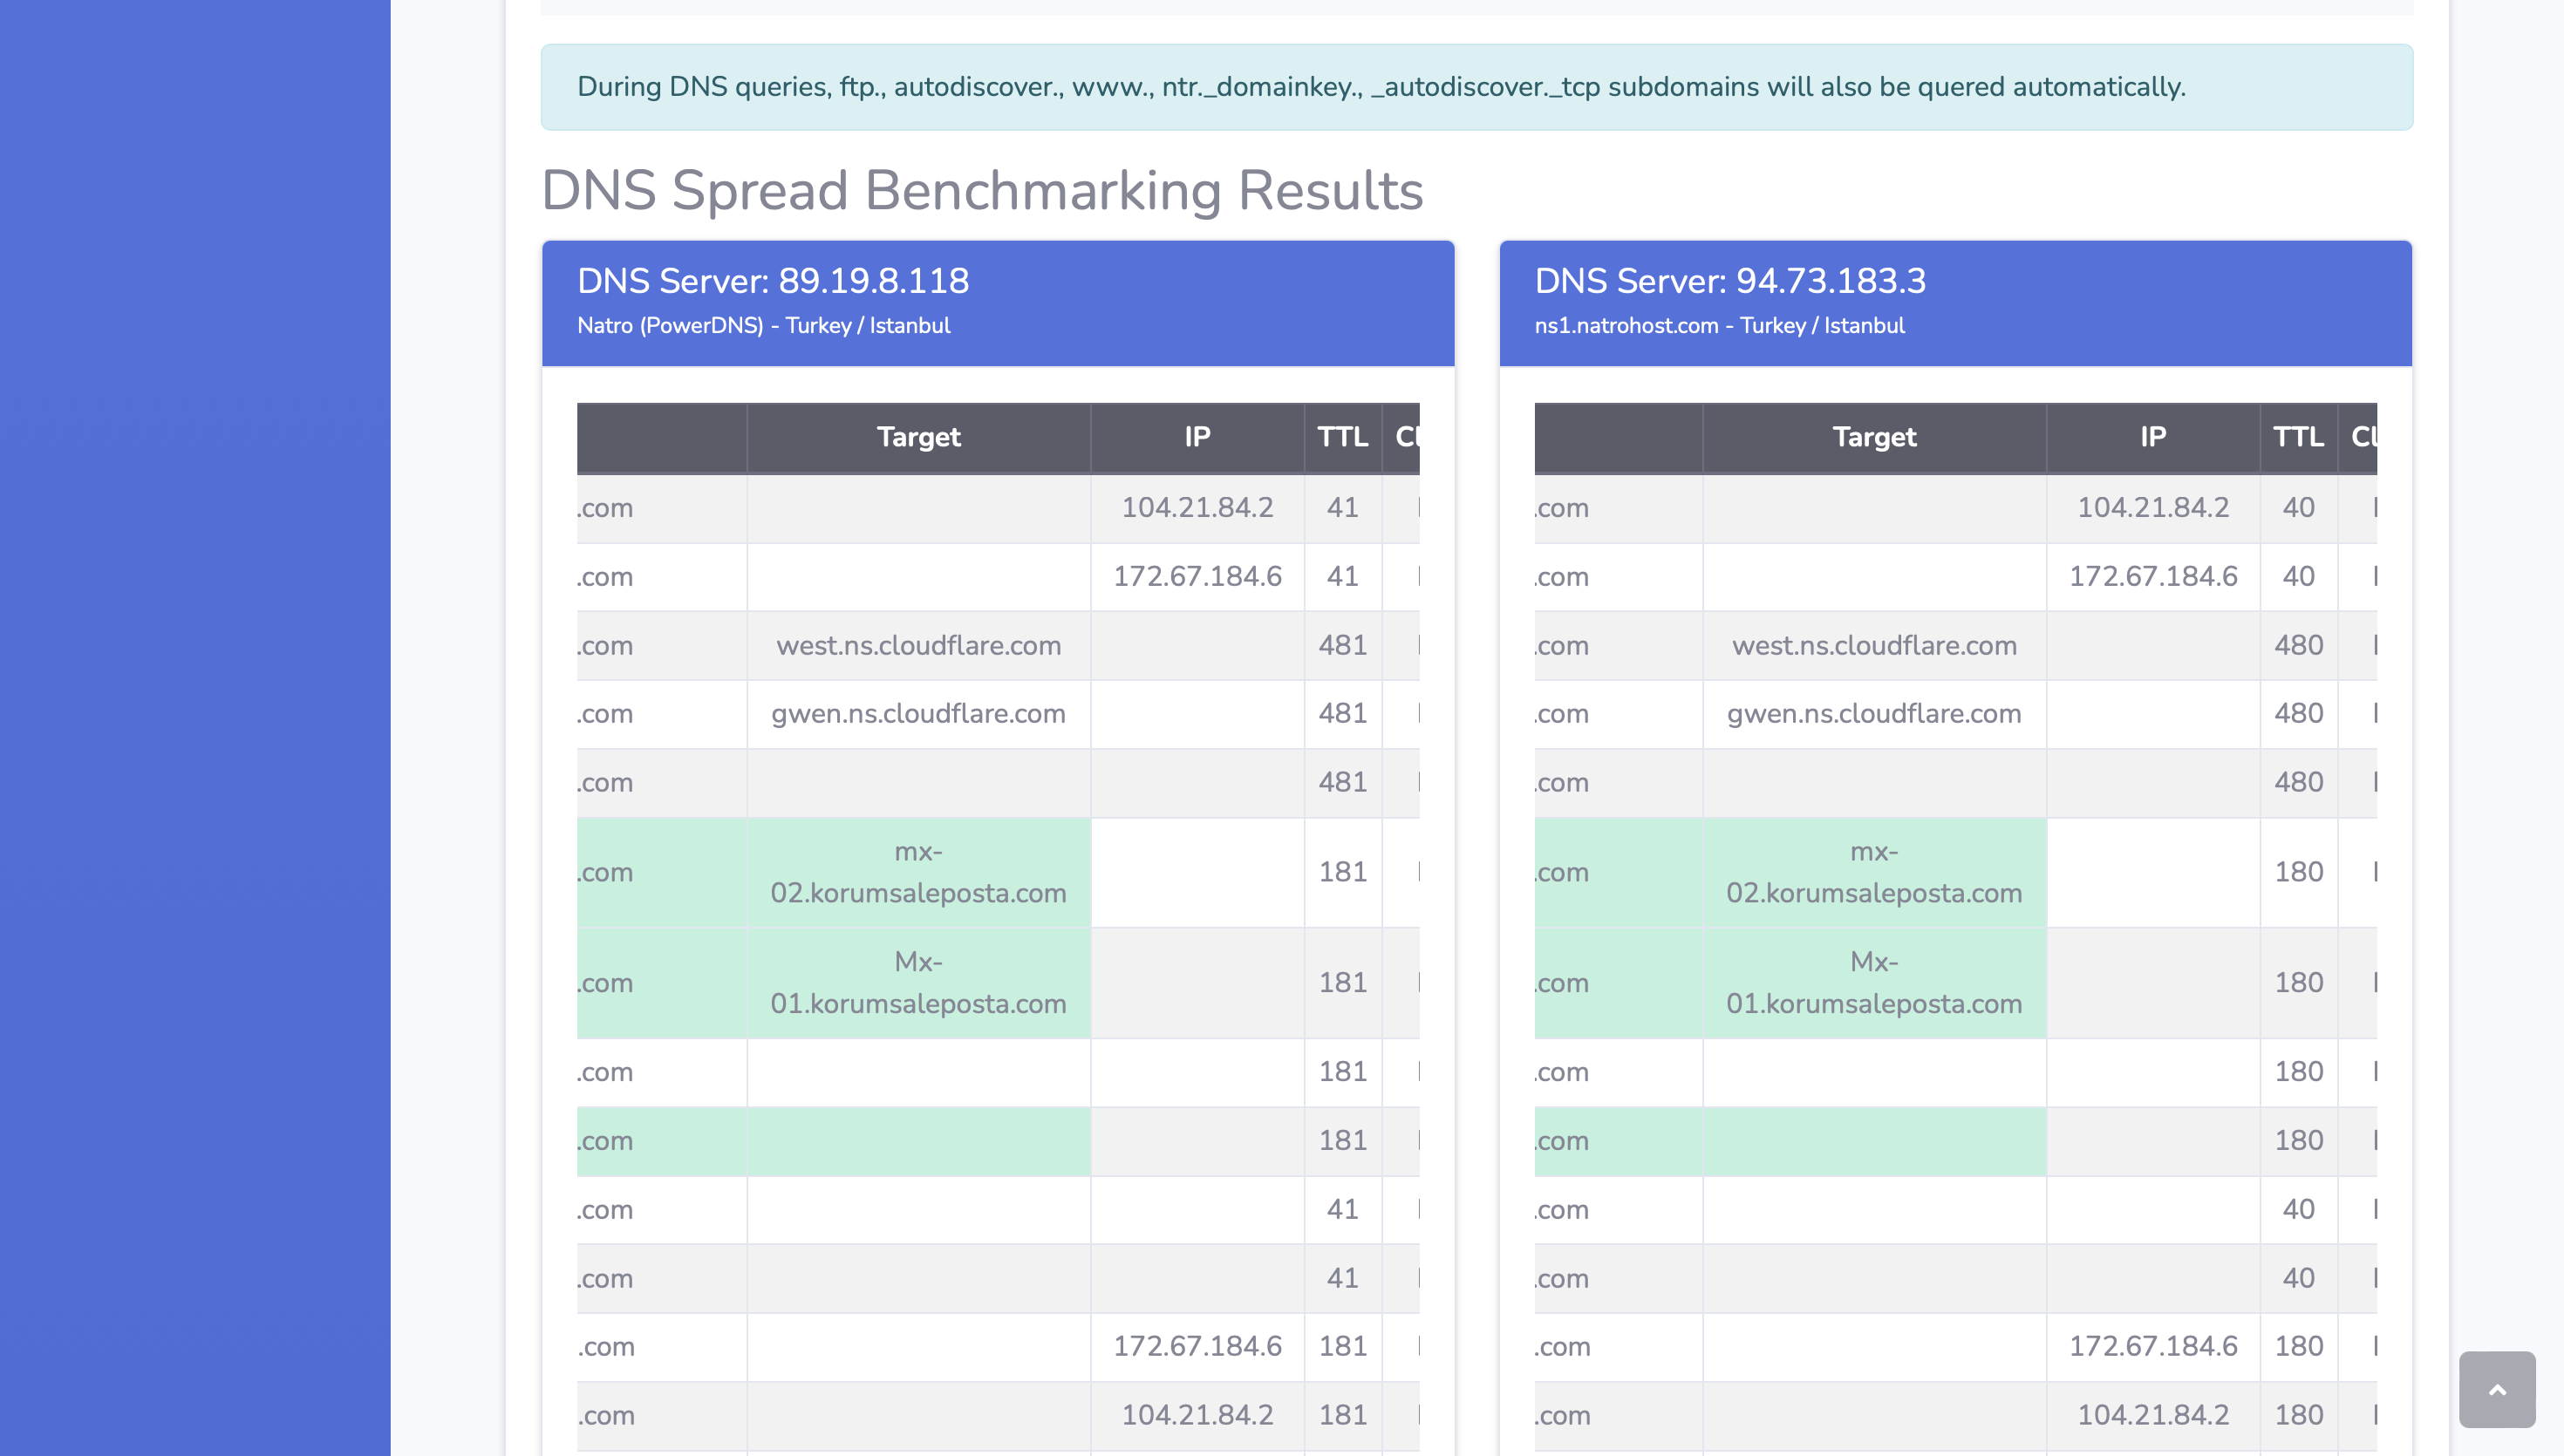 During DNS queries, ftp., autodiscover., www., ntr._domainkey., _autodiscover._tcp subdomains will also be quered automatically.
DNS Spread Benchmarking Results
DNS Server: 89.19.8.118
Natro (PowerDNS) - Turkey / Istanbul
Target IP TTL
.com 104.21.84.2 41
.com 172.67.184.6 41
.com west.ns.cloudflare.com 481
.com gwen.ns.cloudflare.com 481
.com 481
mx-
.com 02.korumsaleposta.com 181
Mx-
.com 01.korumsaleposta.com 181
.com 181
.com 181
.com 41
.com 41
.com 172.67.184.6 181
.com 104.21.84.2 181
DNS Server: 94.73.183.3
ns1.natrohost.com - Turkey / Istanbul
Target IP TTL
.com 104.21.84.2 40
.com 172.67.184.6 40
.com west.ns.cloudflare.com 480
.com gwen.ns.cloudflare.com 480
.com 480
mx-
.com 02.korumsaleposta.com 180
Mx-
.com 01.korumsaleposta.com 180
.com 180
.com 180
.com 40
.com 40
.com 172.67.184.6 180
.com 104.21.84.2 180